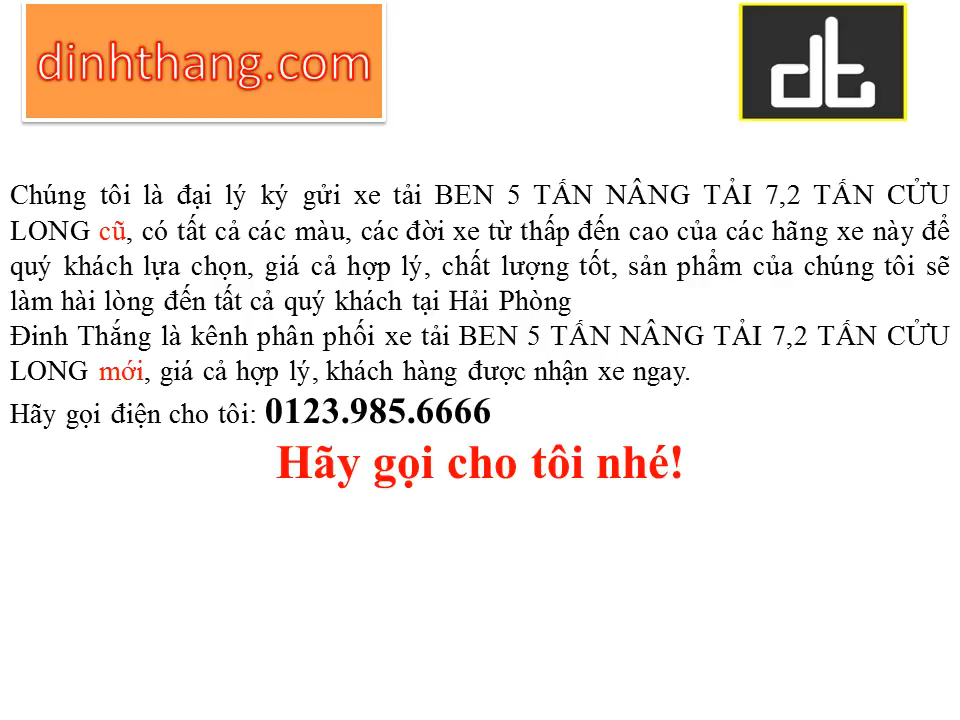 dinhthang.com
dt
Chúng tôi là đại lý ký gửi xe tải BEN 5 TẤN NÂNG TẢI 7,2 TẤN CỬU
LONG cũ, có tất cả các màu, các đời xe từ thấp đến cao của các hãng xe này để
quý khách lựa chọn, giá cả hợp lý, chất lượng tốt, sản phẩm của chúng tôi sẽ
làm hài lòng đến tất cả quý khách tại Hải Phòng
Đinh Thắng là kênh phân phối xe tải BEN 5 TẤN NÂNG TẢI 7,2 TẤN CỬU
LONG mới, giá cả hợp lý, khách hàng được nhận xe ngay.
Hãy gọi điện cho tôi: 0123.985.6666
Hãy gọi cho tôi nhé!